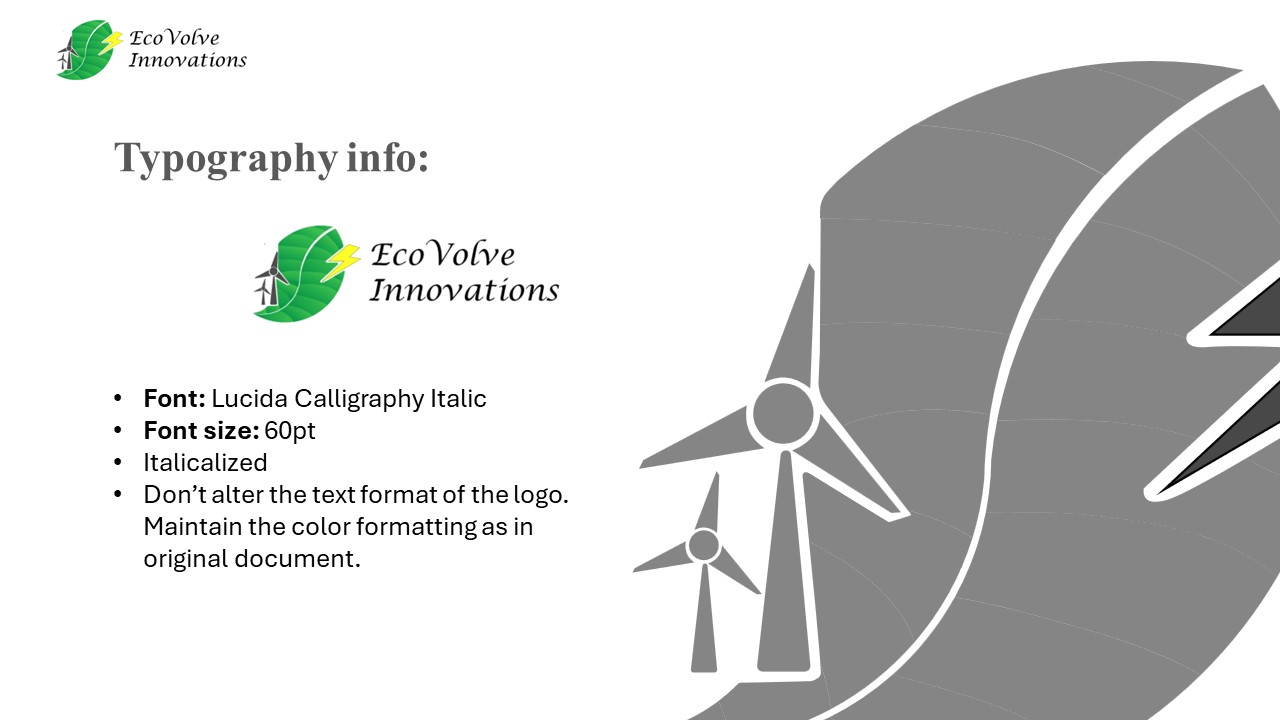 EcoVolve
Innovations
Typography info:
EcoVolve
Innovations
• Font: Lucida Calligraphy Italic
• Font size: 60pt
• Italicalized
• Don’t alter the text format of the logo.
Maintain the color formatting as in
original document.